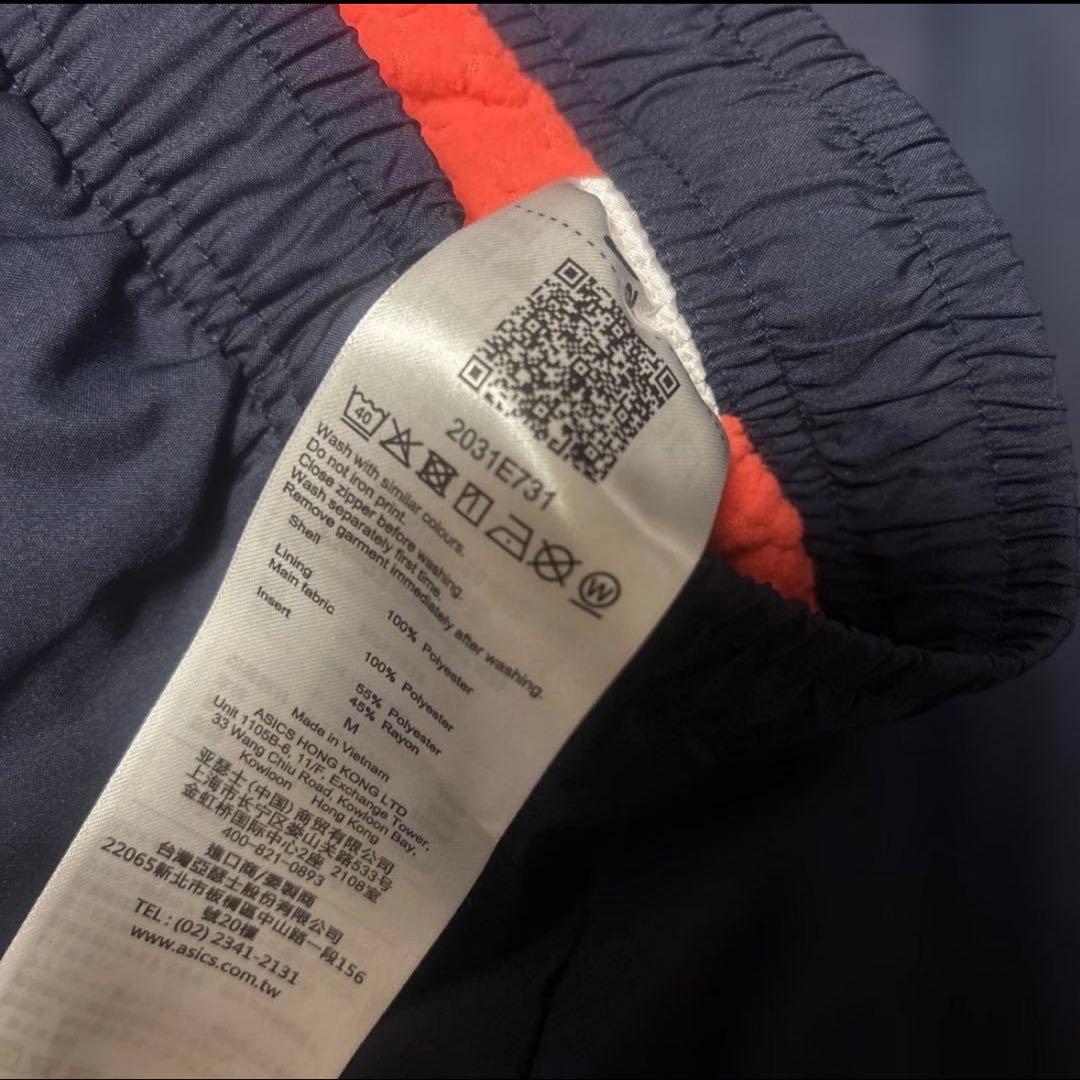 2031E731
40
W
Wash with similar colours.
Do not iron print.
Close zipper before washing.
Wash separately first time.
Remove garment immediately after washing.
Shell
100% Polyester
Lining
Main fabric
100% Polyester
Insert
55% Polyester
45% Rayon
M
Made in Vietnam
ASICS HONG KONG LTD
Unit 1105B-6, 11/F, Exchange Tower,
33 Wang Chiu Road, Kowloon Bay,
Kowloon Hong Kong
亚瑟士(中国)商贸有限公司
上海市长宁区娄山关路533号
金虹桥国际中心2座 2108室
400-821-0893
進口商/委製商
台灣亞瑟士股份有限公司
22065新北市板橋區中山路一段156
號20樓
TEL: (02) 2341-2131
www.asics.com.tw